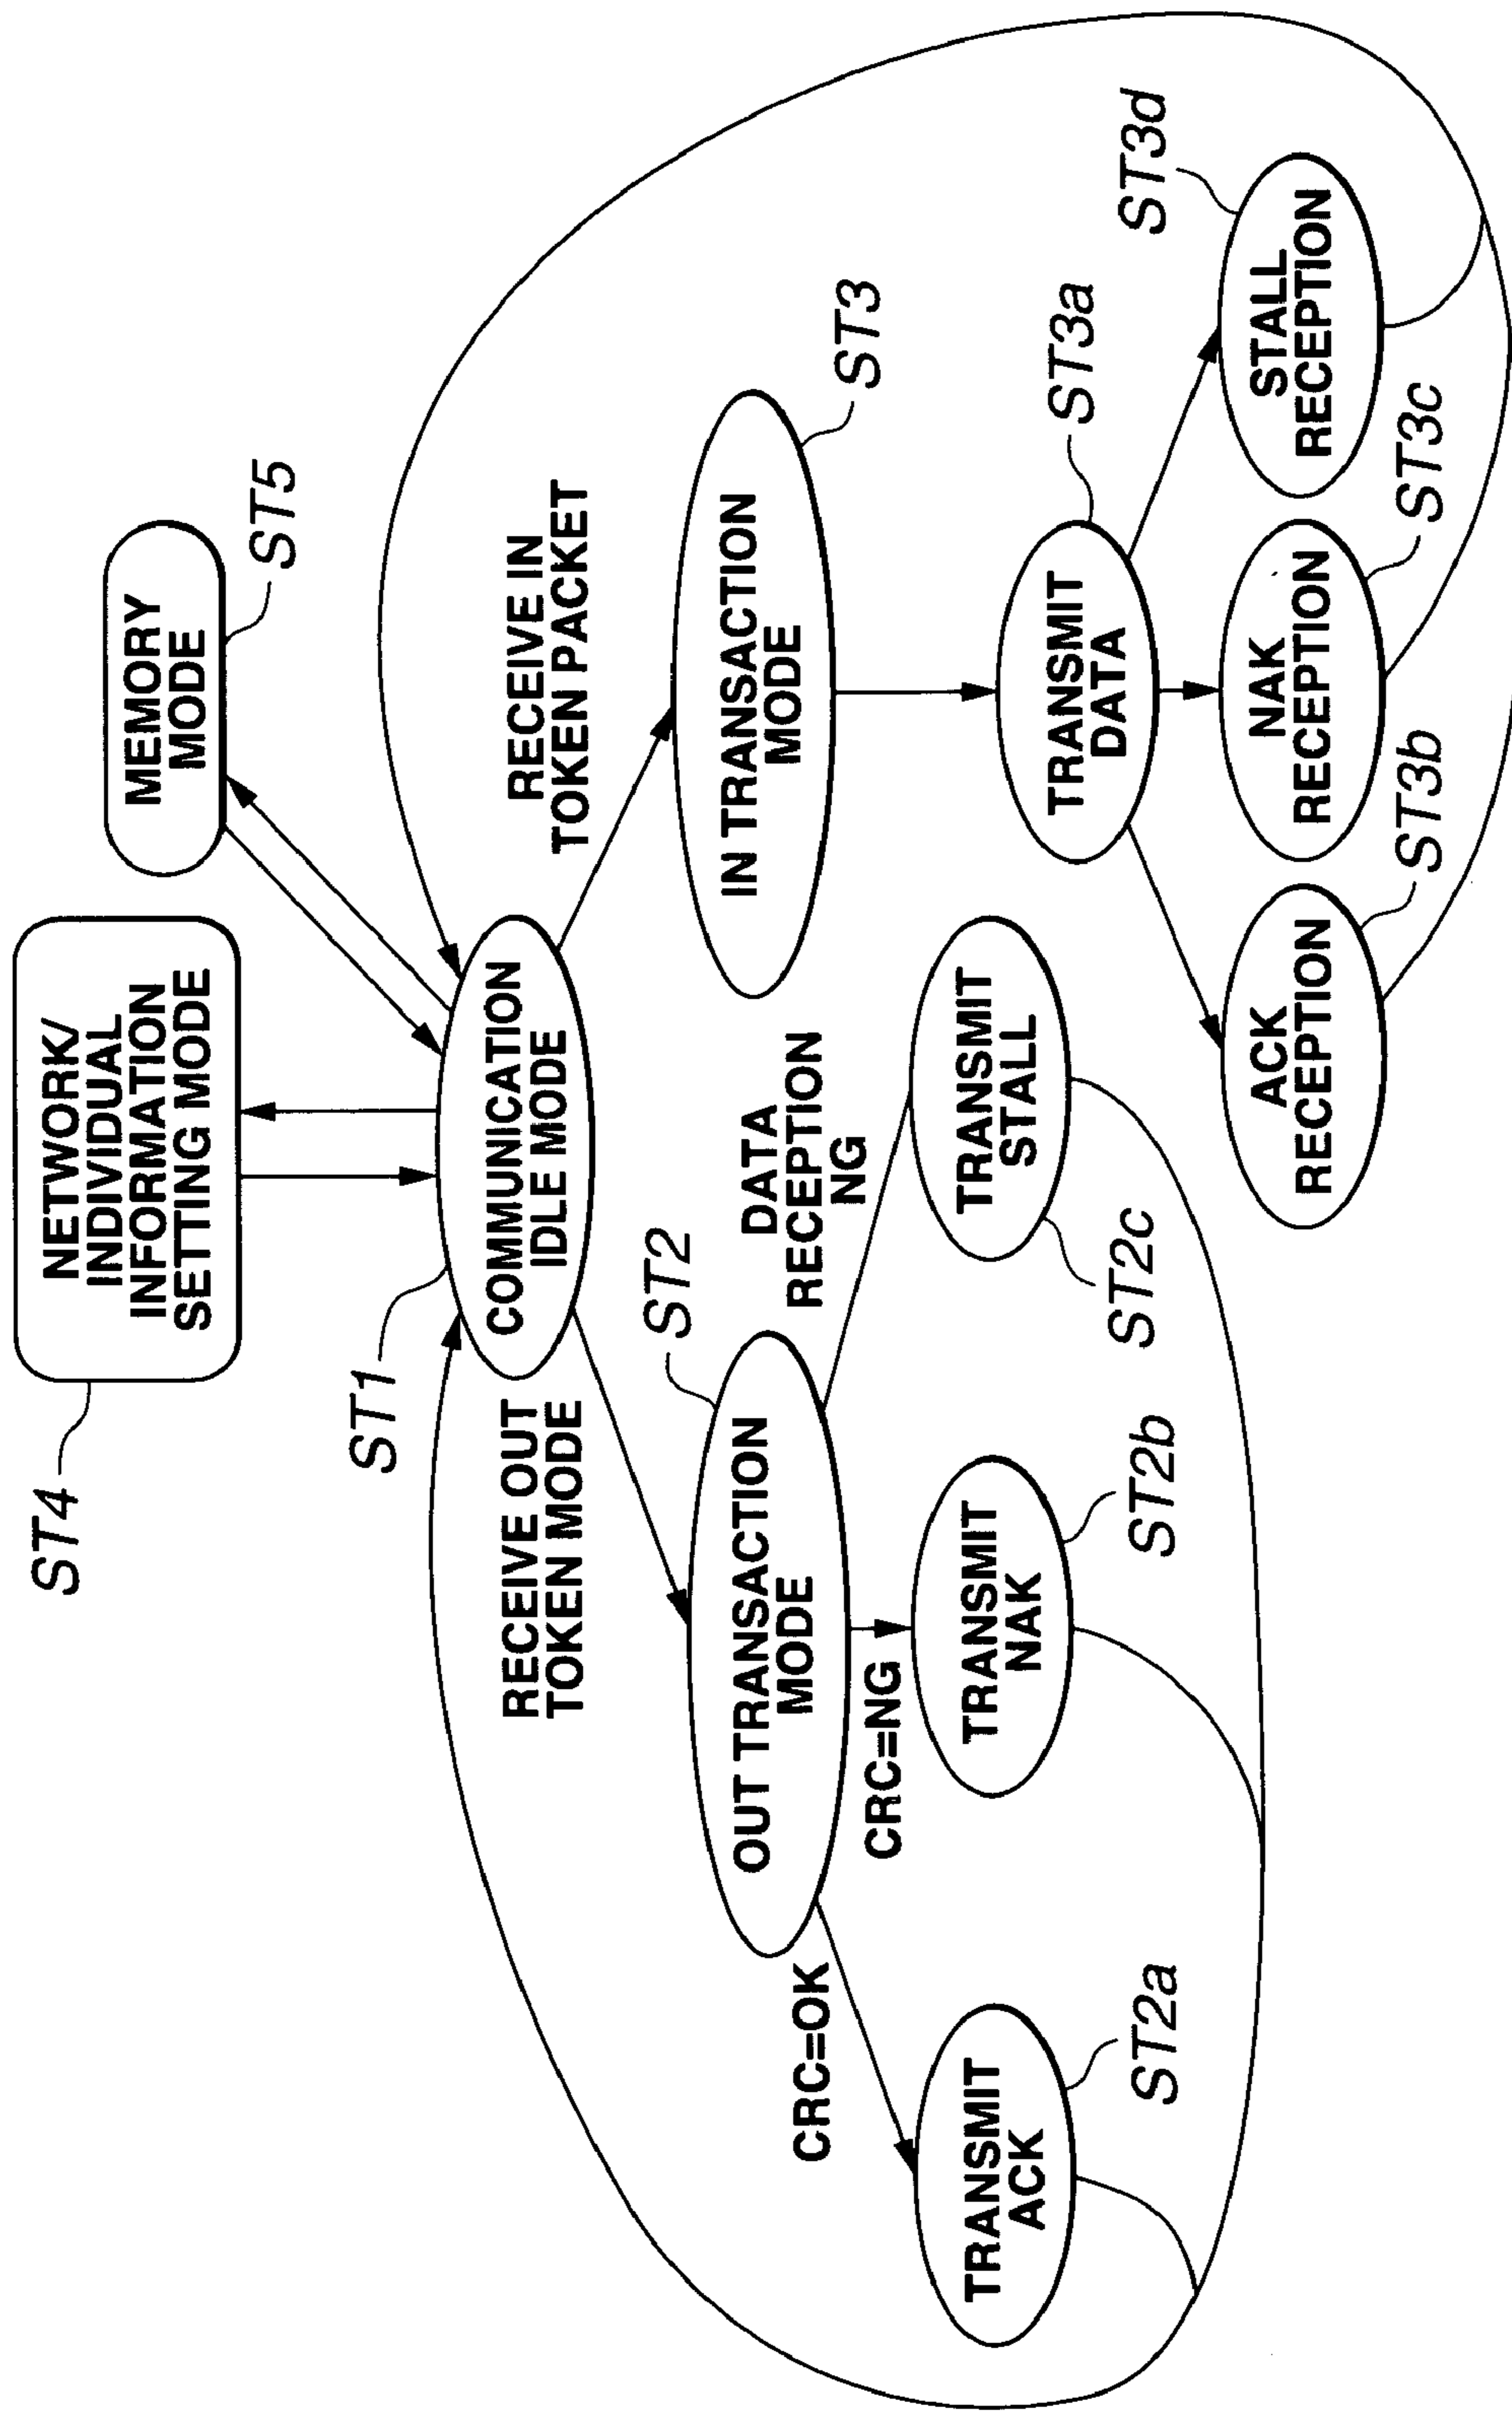 ST4
NETWORK/
INDIVIDUAL
INFORMATION
SETTING MODE
MEMORY
MODE
ST5
ST1
COMMUNICATION
IDLE MODE
RECEIVE OUT
TOKEN MODE
RECEIVE IN
TOKEN PACKET
ST2
OUT TRANSACTION
MODE
DATA
RECEPTION
NG
IN TRANSACTION
MODE
ST3
CRC=OK
CRC=NG
TRANSMIT
ACK
ST2a
TRANSMIT
NAK
ST2b
TRANSMIT
STALL
ST2c
TRANSMIT
DATA
ST3a
ACK
RECEPTION
ST3b
NAK
RECEPTION
ST3c
STALL
RECEPTION
ST3d